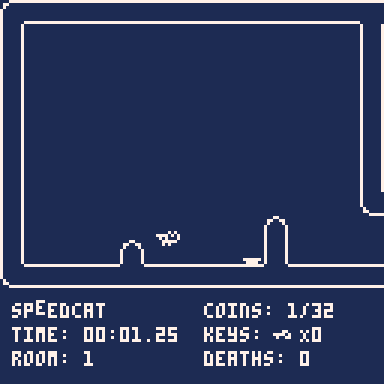 SPEEDCAT
COINS: 1/32
TIME: 00:01.25
KEYS: x0
ROOM: 1
DEATHS: 0